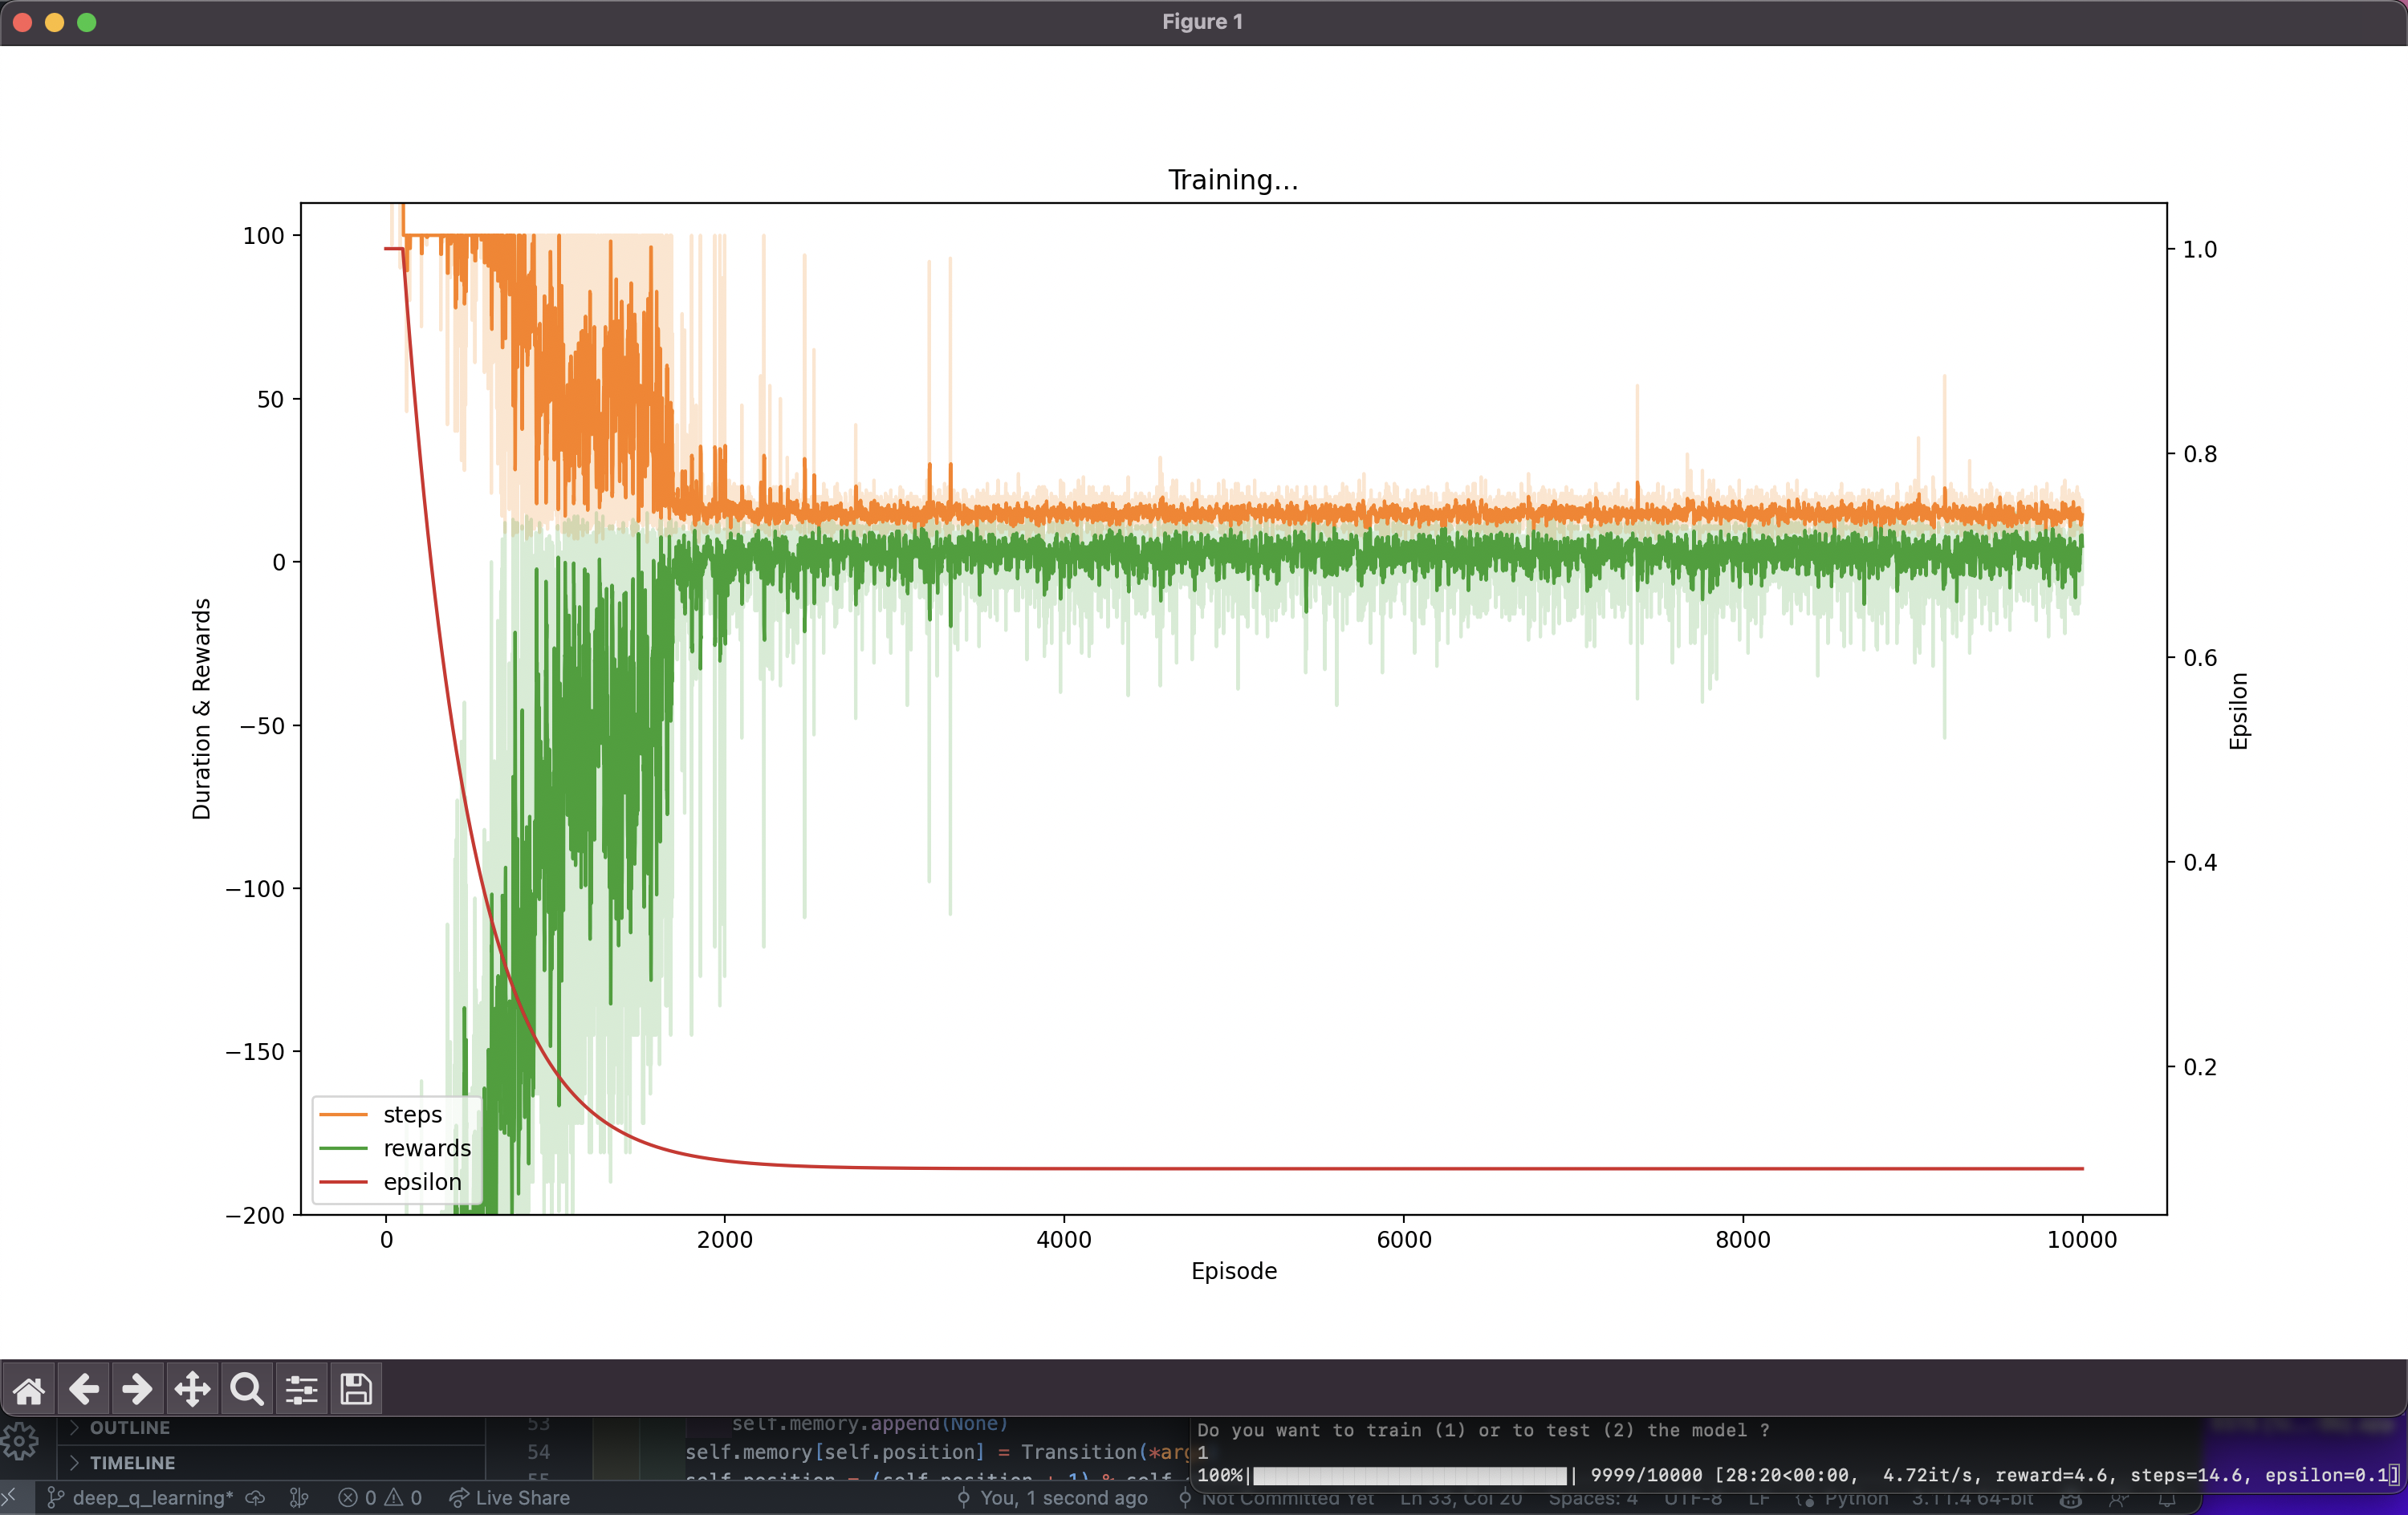 Figure 1
Training...
100
50
0
−50
−100
−150
−200
Duration & Rewards
1.0
0.8
0.6
0.4
0.2
Epsilon
steps
rewards
epsilon
0
2000
4000
6000
8000
10000
Episode
OUTLINE
TIMELINE
53 self.memory.append(None)
54 self.memory[self.position] = Transition(*arg
55 self.position = (self.position + 1) % self.
Do you want to train (1) or to test (2) the model ?
1
100%| | 9999/10000 [28:20<00:00, 4.72it/s, reward=4.6, steps=14.6, epsilon=0.1]
deep_q_learning* 0 0 Live Share You, 1 second ago Not Committed Yet Ln 33, Col 20 Spaces: 4 UTF-8 LF Python 3.11.4 64-bit